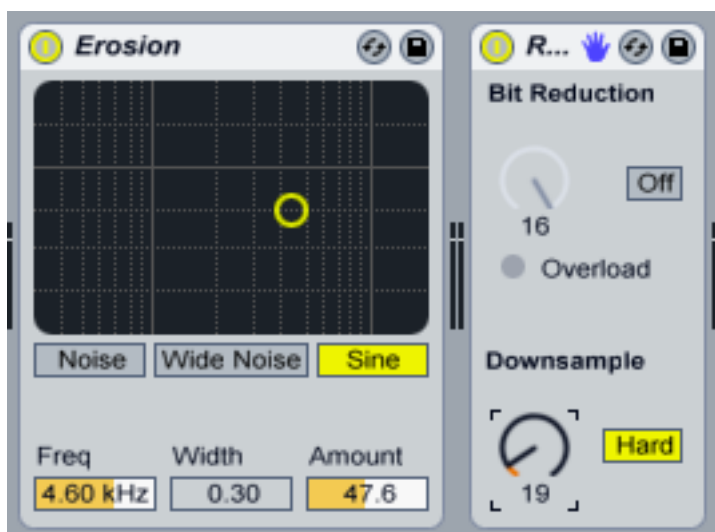 Erosion
Noise
Wide Noise
Sine
Freq
Width
Amount
4.60 kHz
0.30
47.6
R...
Bit Reduction
Off
16
Overload
Downsample
Hard
19